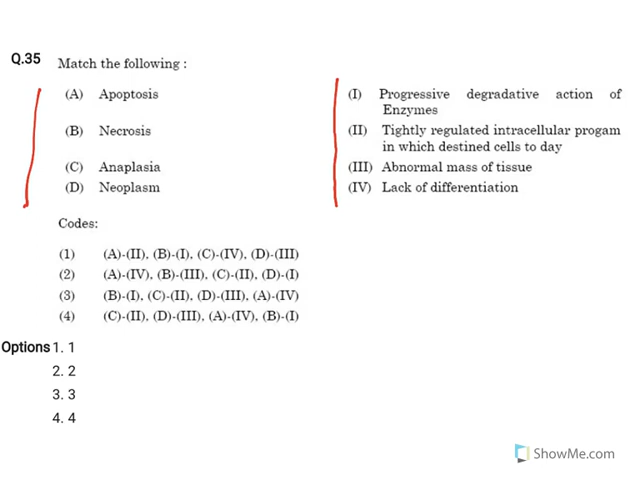 Q.35 Match the following :
(A) Apoptosis (I) Progressive degradative action of
Enzymes
(B) Necrosis (II) Tightly regulated intracellular progam
in which destined cells to day
(C) Anaplasia (III) Abnormal mass of tissue
(D) Neoplasm (IV) Lack of differentiation
Codes:
(1) (A)-(II), (B)-(I), (C)-(IV), (D)-(III)
(2) (A)-(IV), (B)-(III), (C)-(II), (D)-(I)
(3) (B)-(I), (C)-(II), (D)-(III), (A)-(IV)
(4) (C)-(II), (D)-(III), (A)-(IV), (B)-(I)
Options 1. 1
2. 2
3. 3
4. 4
ShowMe.com